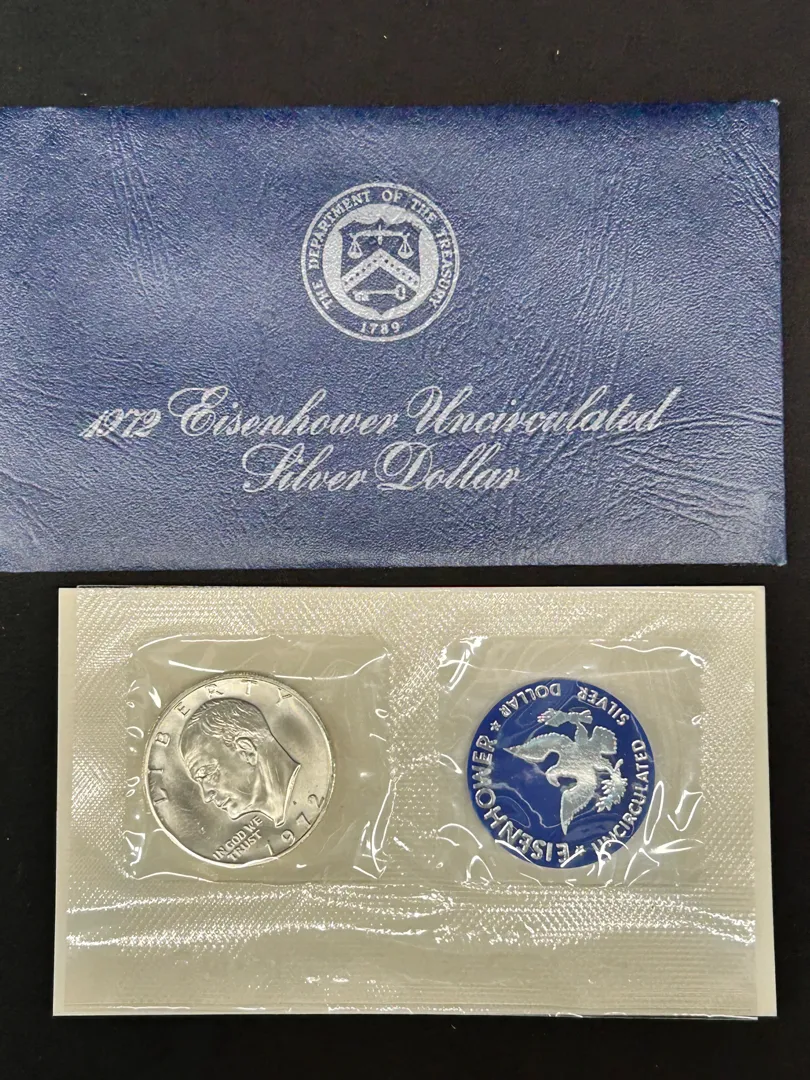 THE DEPARTMENT OF THE TREASURY
1789
1972 Eisenhower Uncirculated
Silver Dollar
LIBERTY
IN GOD WE
TRUST
1972
EISENHOWER
UNCIRCULATED
SILVER DOLLAR